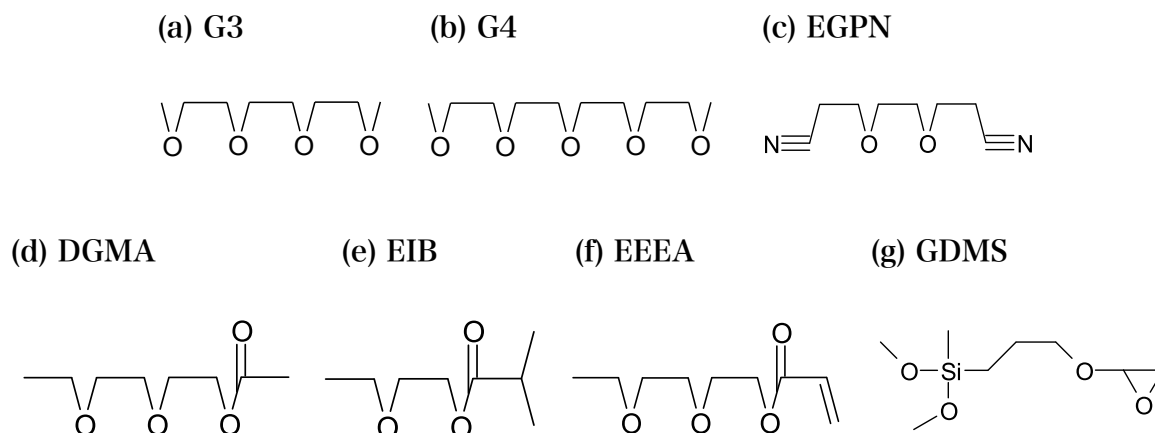 (a) G3 (b) G4 (c) EGPN
O O O O O O O O O N O O N
(d) DGMA (e) EIB (f) EEEA (g) GDMS
O O O O
O Si O
O O O O O O O O O O